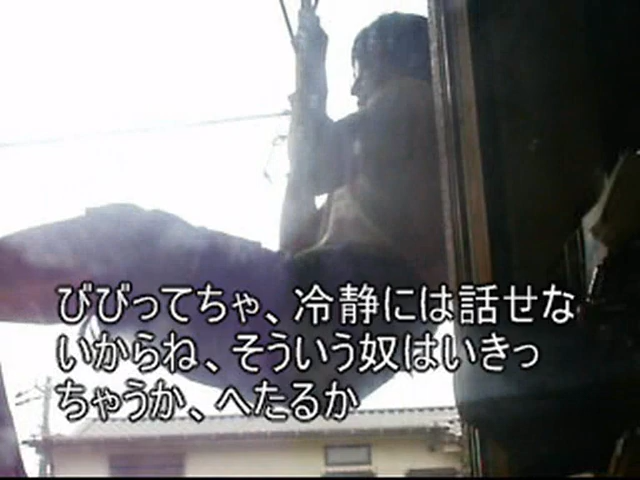 びびってちゃ、冷静には話せな
いからね、そういう奴はいきっ
ちゃうか、へたるか